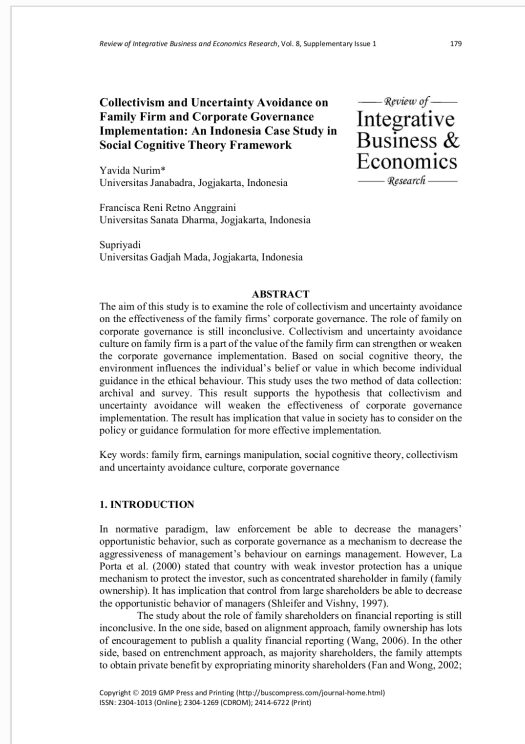 Review of Integrative Business and Economics Research, Vol. 8, Supplementary Issue 1 179
Collectivism and Uncertainty Avoidance on
Family Firm and Corporate Governance
Implementation: An Indonesia Case Study in
Social Cognitive Theory Framework
Review of
Integrative
Business &
Economics
Research
Yavida Nurim*
Universitas Janabadra, Jogjakarta, Indonesia
Francisca Reni Retno Anggraini
Universitas Sanata Dharma, Jogjakarta, Indonesia
Supriyadi
Universitas Gadjah Mada, Jogjakarta, Indonesia
ABSTRACT
The aim of this study is to examine the role of collectivism and uncertainty avoidance
on the effectiveness of the family firms' corporate governance. The role of family on
corporate governance is still inconclusive. Collectivism and uncertainty avoidance
culture on family firm is a part of the value of the family firm can strengthen or weaken
the corporate governance implementation. Based on social cognitive theory, the
environment influences the individual's belief or value in which become individual
guidance in the ethical behaviour. This study uses the two method of data collection:
archival and survey. This result supports the hypothesis that collectivism and
uncertainty avoidance will weaken the effectiveness of corporate governance
implementation. The result has implication that value in society has to consider on the
policy or guidance formulation for more effective implementation.
Key words: family firm, earnings manipulation, social cognitive theory, collectivism
and uncertainty avoidance culture, corporate governance
1. INTRODUCTION
In normative paradigm, law enforcement be able to decrease the managers'
opportunistic behavior, such as corporate governance as a mechanism to decrease the
aggressiveness of management's behaviour on earnings management. However, La
Porta et al. (2000) stated that country with weak investor protection has a unique
mechanism to protect the investor, such as concentrated shareholder in family (family
ownership). It has implication that control from large shareholders be able to decrease
the opportunistic behavior of managers (Shleifer and Vishny, 1997).
The study about the role of family shareholders on financial reporting is still
inconclusive. In the one side, based on alignment approach, family ownership has lots
of encouragement to publish a quality financial reporting (Wang, 2006). In the other
side, based on entrenchment approach, as majority shareholders, the family attempts
to obtain private benefit by expropriating minority shareholders (Fan and Wong, 2002;
Copyright © 2019 GMP Press and Printing (http://buscompress.com/journal-home.html)
ISSN: 2304-1013 (Online); 2304-1269 (CDROM); 2414-6722 (Print)